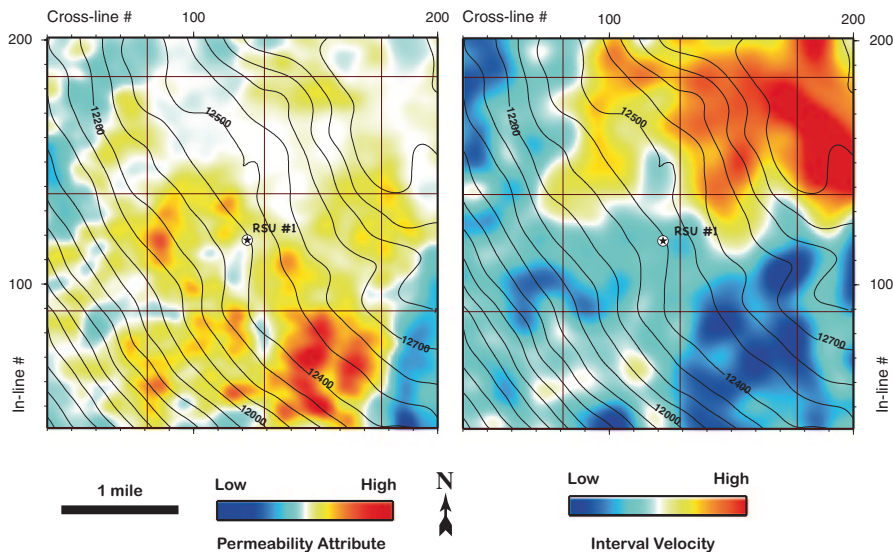 Cross-line #
100
200
Cross-line #
100
200
200
200
12200
12500
RSU #1
12700
12400
12000
12200
12500
RSU #1
12700
12400
12000
100
100
In-line #
In-line #
1 mile
Low
High
Permeability Attribute
N
Low
High
Interval Velocity